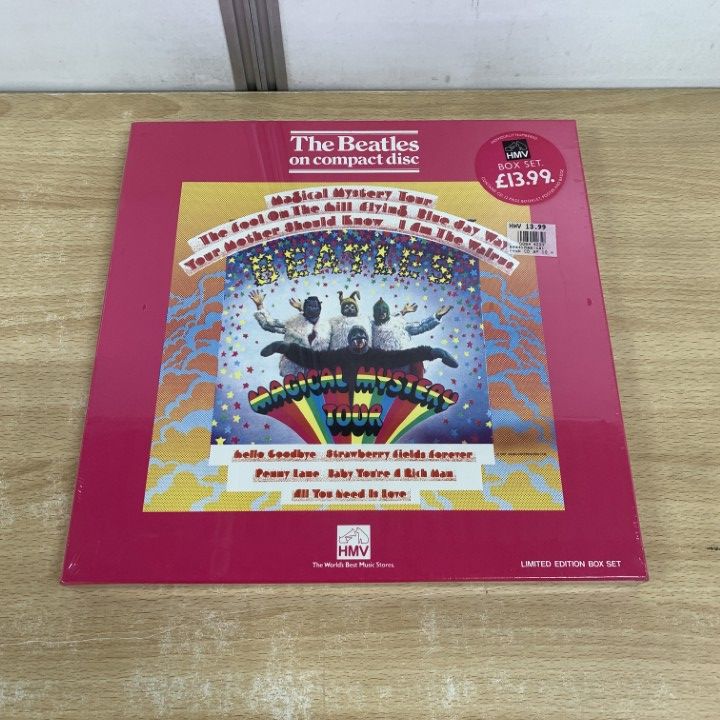 The Beatles
on compact disc
INDIVIDUALLY NUMBERED
HMV
BOX SET.
£13.99.
HMV 13.99
Magical Mystery Tour
The Fool On The Hill Flying Blue Jay Way
Your Mother Should Know I Am The Walrus
BEATLES
MAGICAL MYSTERY
TOUR
Hello Goodbye Strawberry Fields Forever
Penny Lane Baby You're A Rich Man
All You Need Is Love
HMV
The World's Best Music Stores.
LIMITED EDITION BOX SET